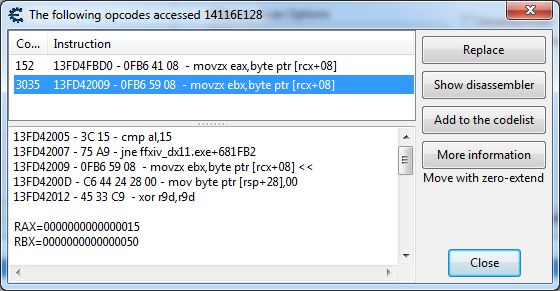 The following opcodes accessed 14116E128
Co... Instruction
152 13FD4FBD0 - 0FB6 41 08 - movzx eax,byte ptr [rcx+08]
3035 13FD42009 - 0FB6 59 08 - movzx ebx,byte ptr [rcx+08]
13FD42005 - 3C 15 - cmp al,15
13FD42007 - 75 A9 - jne ffxiv_dx11.exe+681FB2
13FD42009 - 0FB6 59 08 - movzx ebx,byte ptr [rcx+08] <<
13FD4200D - C6 44 24 28 00 - mov byte ptr [rsp+28],00
13FD42012 - 45 33 C9 - xor r9d,r9d
RAX=0000000000000015
RBX=0000000000000050
Replace
Show disassembler
Add to the codelist
More information
Move with zero-extend
Close